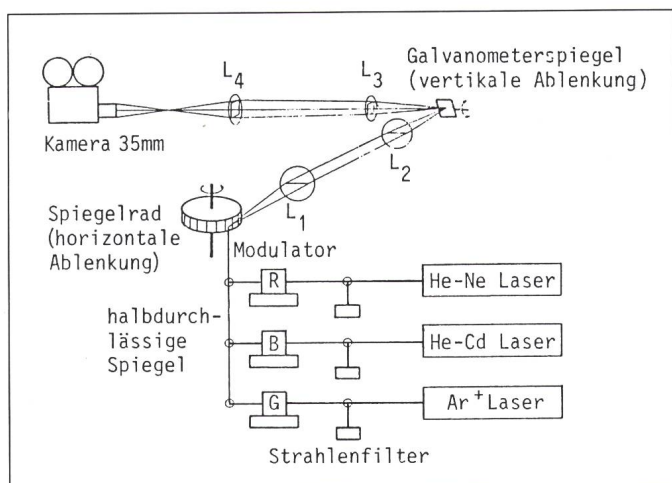 Galvanometerspiegel
(vertikale Ablenkung)
L4
L3
Kamera 35mm
L2
L1
Spiegelrad
(horizontale
Ablenkung)
Modulator
R
He-Ne Laser
halbdurch-
lässige
Spiegel
B
He-Cd Laser
G
Ar+ Laser
Strahlenfilter